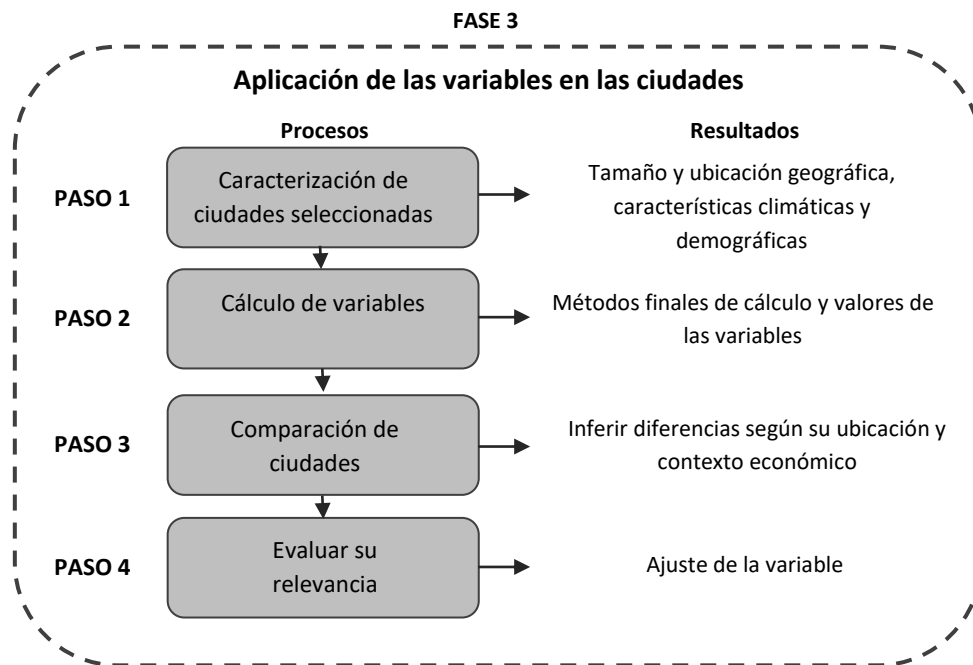 FASE 3
Aplicación de las variables en las ciudades
Procesos
Resultados
PASO 1
Caracterización de
ciudades seleccionadas
Tamaño y ubicación geográfica,
características climáticas y
demográficas
PASO 2
Cálculo de variables
Métodos finales de cálculo y valores de
las variables
PASO 3
Comparación de
ciudades
Inferir diferencias según su ubicación y
contexto económico
PASO 4
Evaluar su
relevancia
Ajuste de la variable